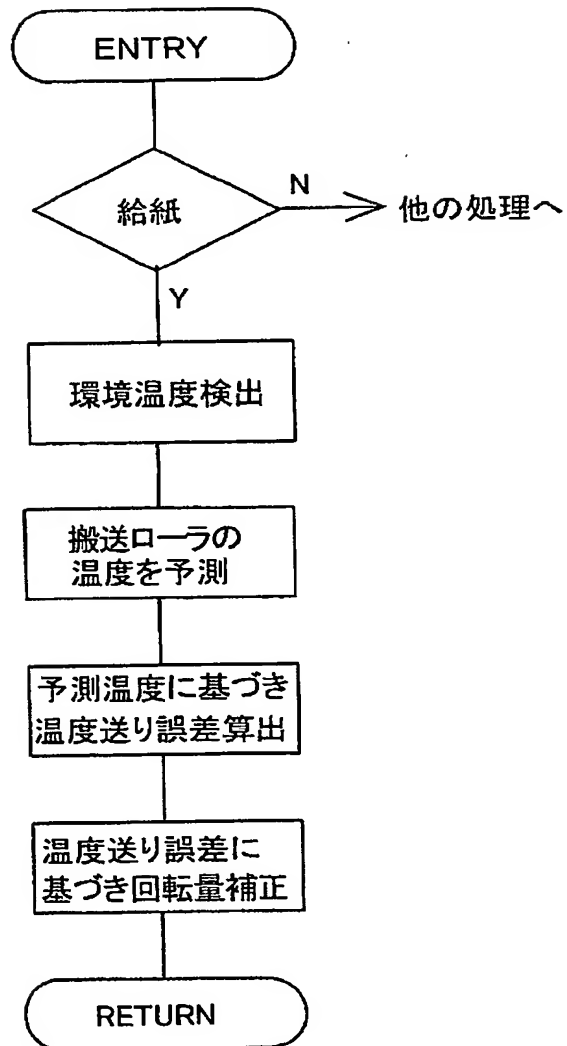 ENTRY
給紙
N
他の処理へ
Y
環境温度検出
搬送ローラの
温度を予測
予測温度に基づき
温度送り誤差算出
温度送り誤差に
基づき回転量補正
RETURN